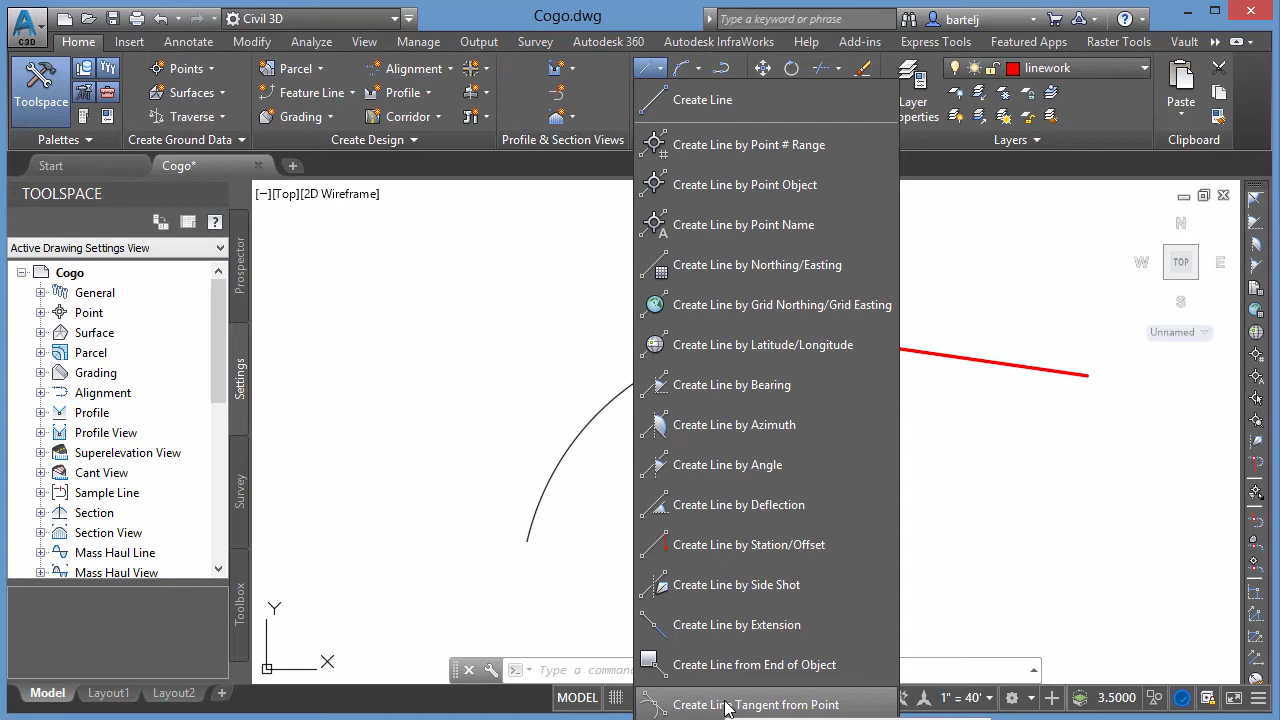 Civil 3D
Cogo.dwg
Type a keyword or phrase
bartelj
C3D
Home
Insert
Annotate
Modify
Analyze
View
Manage
Output
Survey
Autodesk 360
Autodesk InfraWorks
Help
Add-ins
Express Tools
Featured Apps
Raster Tools
Vault
Toolspace
Palettes
Points
Surfaces
Traverse
Create Ground Data
Parcel
Feature Line
Grading
Alignment
Profile
Corridor
Create Design
Profile & Section Views
Layer
Properties
linework
Layers
Paste
Clipboard
Start
Cogo*
TOOLSPACE
Active Drawing Settings View
Cogo
General
Point
Surface
Parcel
Grading
Alignment
Profile
Profile View
Superelevation View
Cant View
Sample Line
Section
Section View
Mass Haul Line
Mass Haul View
Prospector
Settings
Survey
Toolbox
[−][Top][2D Wireframe]
Create Line
Create Line by Point # Range
Create Line by Point Object
Create Line by Point Name
Create Line by Northing/Easting
Create Line by Grid Northing/Grid Easting
Create Line by Latitude/Longitude
Create Line by Bearing
Create Line by Azimuth
Create Line by Angle
Create Line by Deflection
Create Line by Station/Offset
Create Line by Side Shot
Create Line by Extension
Create Line from End of Object
Create Line Tangent from Point
N
W
TOP
E
S
Unnamed
Y
X
Type a comman
Model
Layout1
Layout2
MODEL
1" = 40'
3.5000